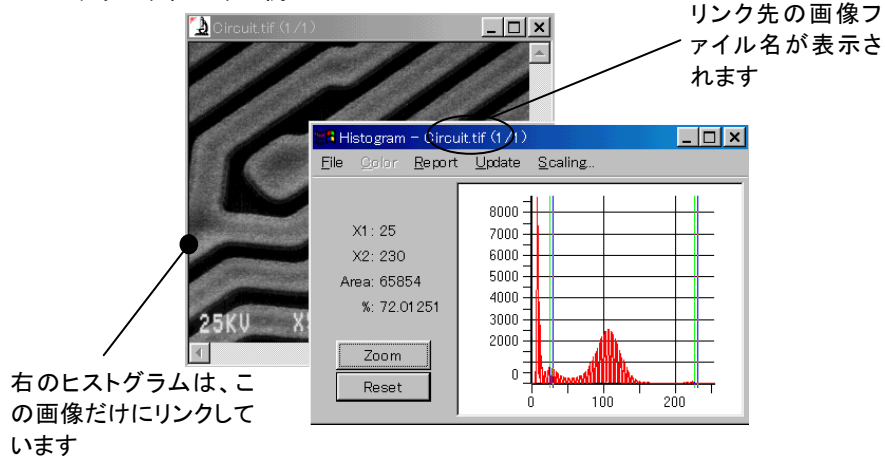 Circuit.tif (1/1)
リンク先の画像フ
ァイル名が表示さ
れます
Histogram - Circuit.tif (1/1)
File Color Report Update Scaling...
X1: 25
X2: 230
Area: 65854
%: 72.01251
Zoom
Reset
8000
7000
6000
5000
4000
3000
2000
0
0 100 200
25KV
右のヒストグラムは、こ
の画像だけにリンクして
います